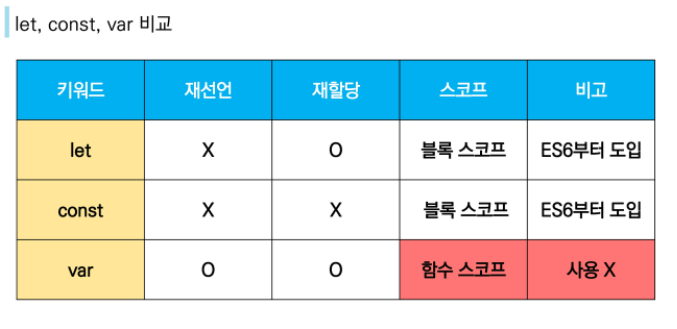 let, const, var 비교
키워드 재선언 재할당 스코프 비고
let X O 블록 스코프 ES6부터 도입
const X X 블록 스코프 ES6부터 도입
var O O 함수 스코프 사용 X